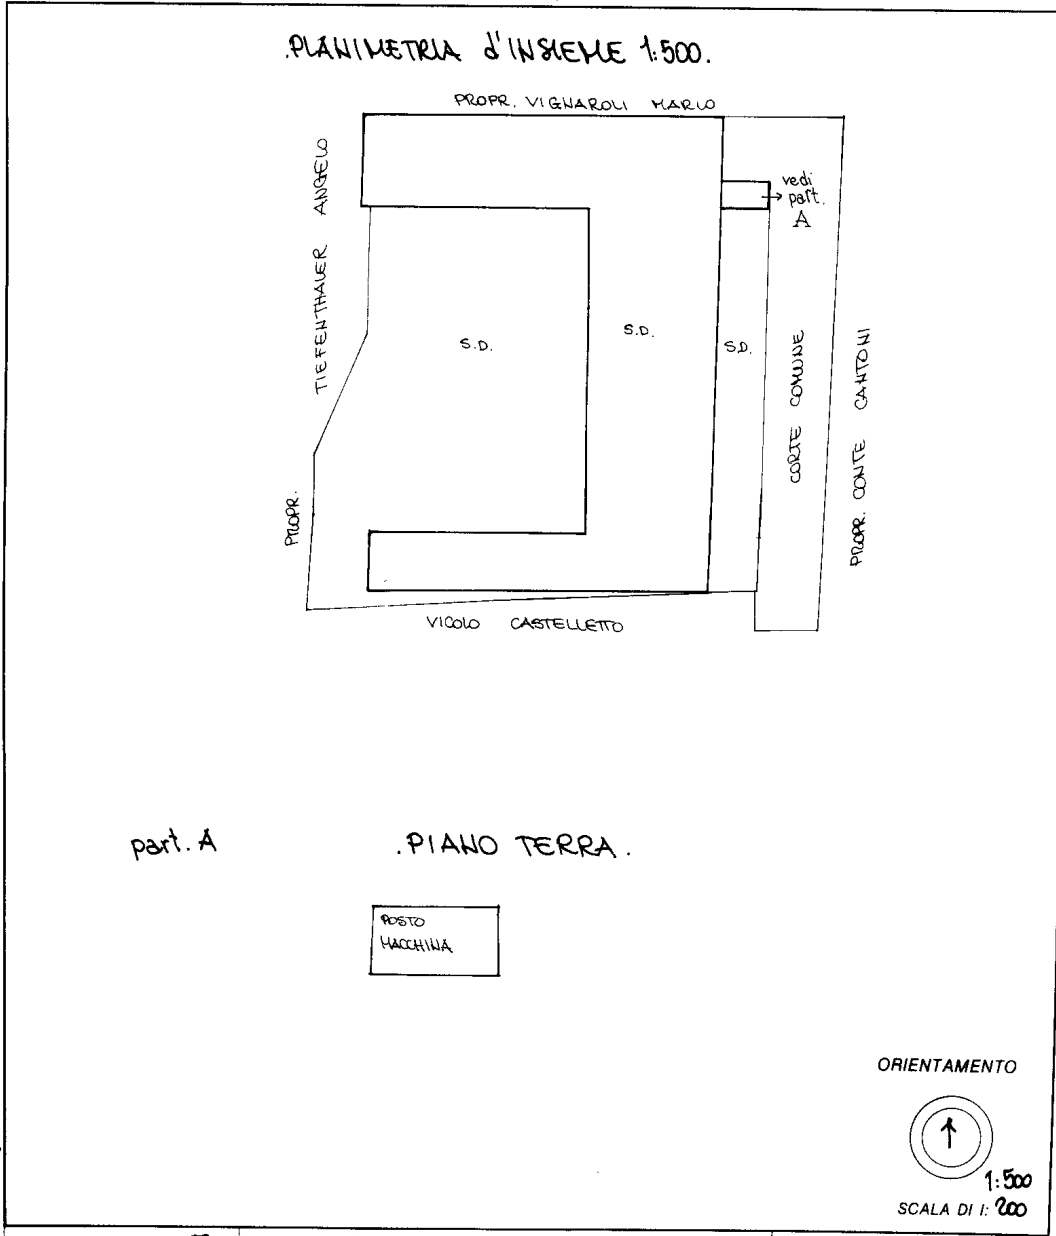 .PLANIMETRIA d'INSIEME 1:500.
PROPR. VIGNAROLI MARIO
PROPR. TIEFENTHALER ANGELO
vedi
part.
A
S.D.
S.D.
S.D.
CORTE COMUNE
PROPR. CONTE CANTONI
VICOLO CASTELLETTO
part. A
.PIANO TERRA.
POSTO
MACCHINA
ORIENTAMENTO
1:500
SCALA DI 1: 200